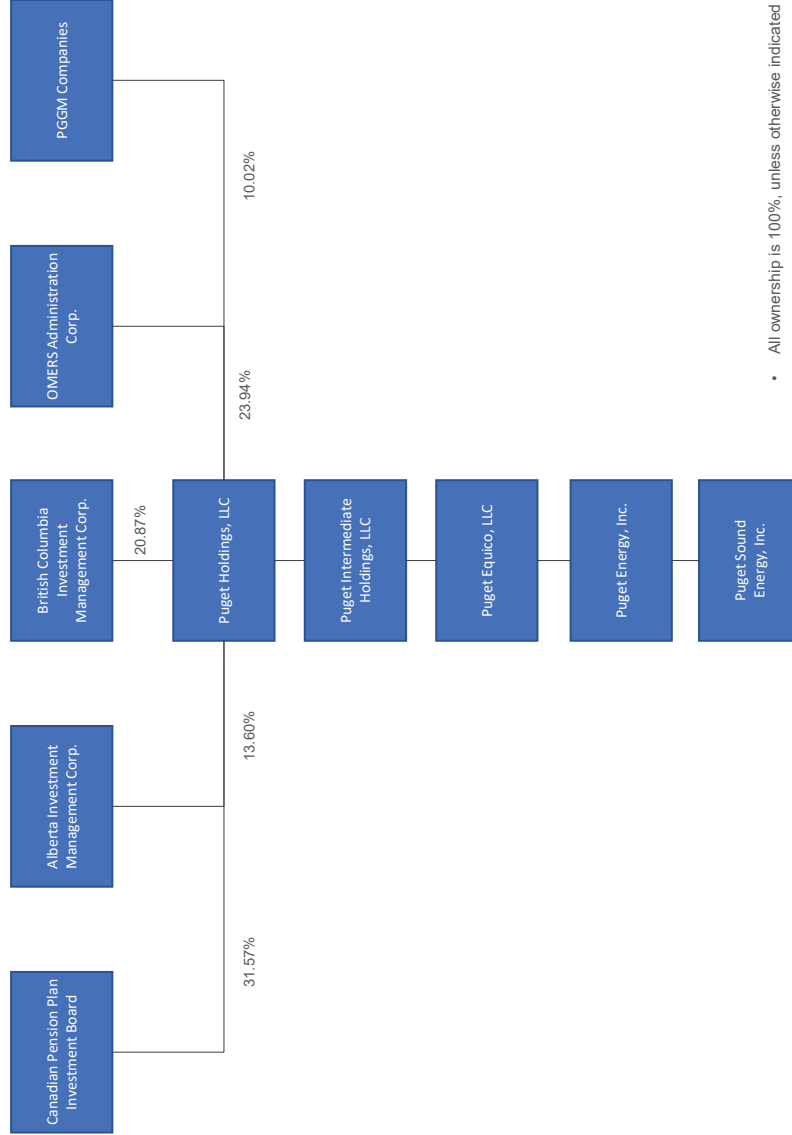 Canadian Pension Plan
Investment Board
Alberta Investment
Management Corp.
British Columbia
Investment
Management Corp.
OMERS Administration
Corp.
PGGM Companies
20.87%
31.57%
13.60%
Puget Holdings, LLC
23.94%
10.02%
Puget Intermediate
Holdings, LLC
Puget Equico, LLC
Puget Energy, Inc.
Puget Sound
Energy, Inc.
• All ownership is 100%, unless otherwise indicated